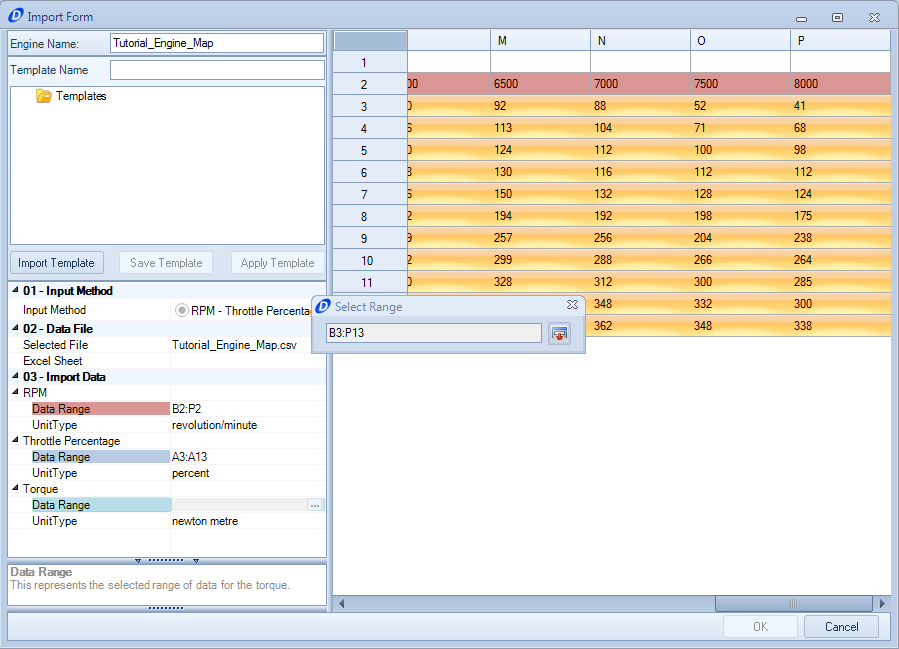 Import Form
Engine Name: Tutorial_Engine_Map
Template Name
Templates
Import Template Save Template Apply Template
01 - Input Method
Input Method RPM - Throttle Percenta
02 - Data File
Selected File Tutorial_Engine_Map.csv
Excel Sheet
03 - Import Data
RPM
Data Range B2:P2
UnitType revolution/minute
Throttle Percentage
Data Range A3:A13
UnitType percent
Torque
Data Range ...
UnitType newton metre
Data Range
This represents the selected range of data for the torque.
M N O P
1
2 00 6500 7000 7500 8000
3 0 92 88 52 41
4 6 113 104 71 68
5 0 124 112 100 98
6 8 130 116 112 112
7 6 150 132 128 124
8 2 194 192 198 175
9 9 257 256 204 238
10 2 299 288 266 264
11 0 328 312 300 285
348 332 300
362 348 338
Select Range
B3:P13
OK Cancel